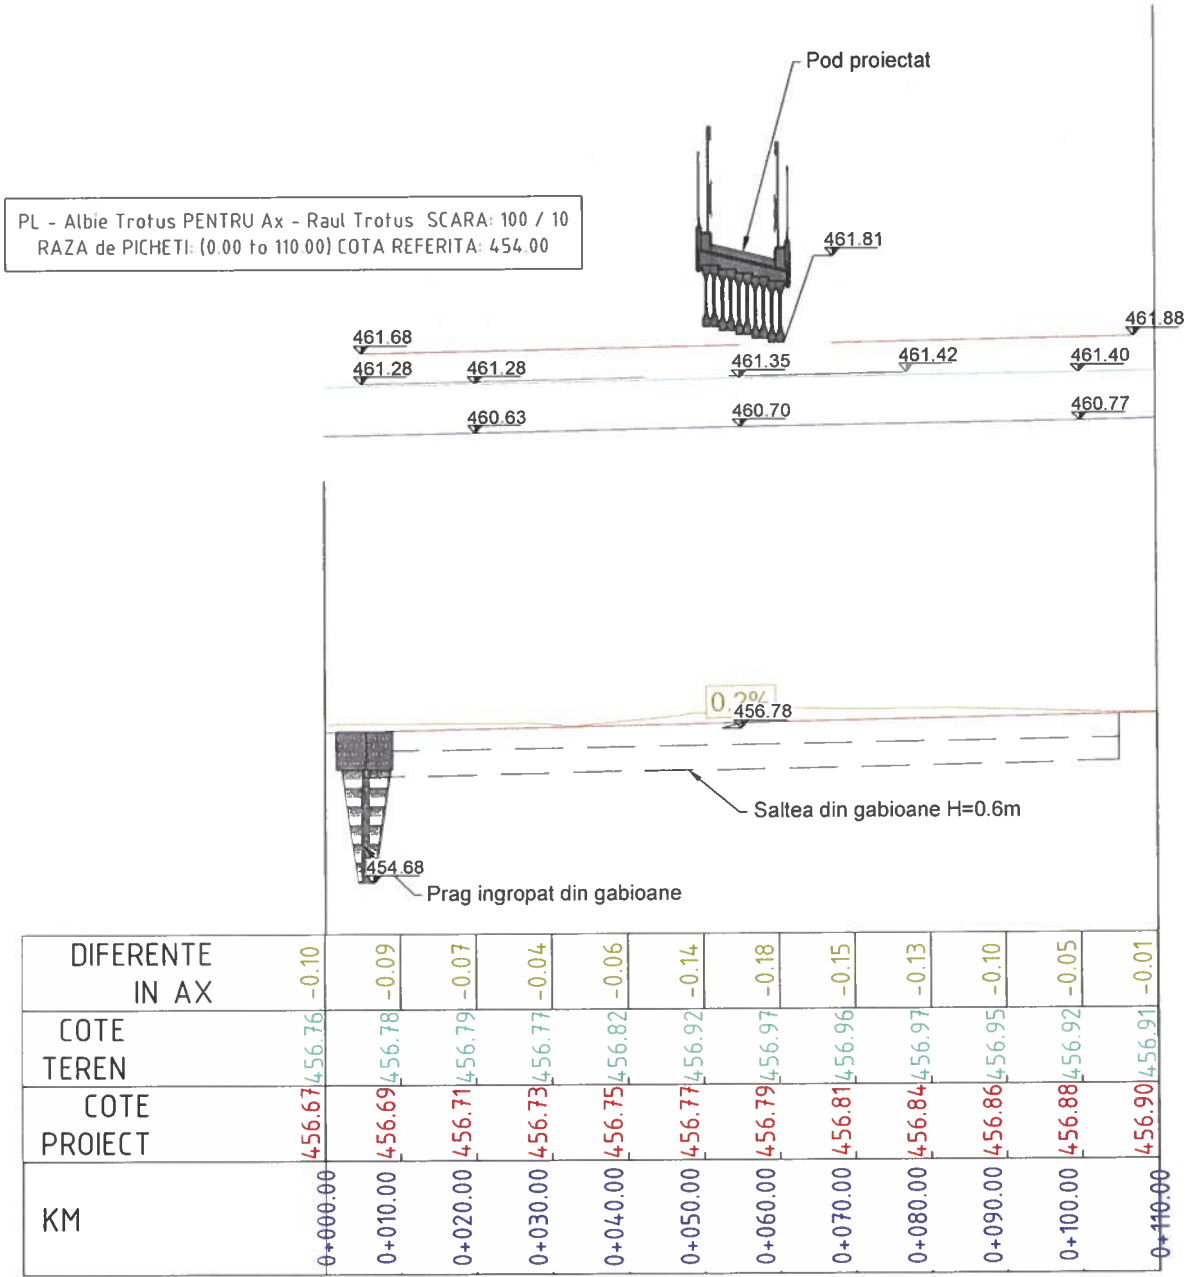 Pod proiectat
PL - Albie Trotus PENTRU Ax - Raul Trotus SCARA: 100 / 10
RAZA de PICHETI: (0.00 to 110.00) COTA REFERITA: 454.00
461.81
461.88
461.68
461.28
461.28
461.35
461.42
461.40
460.63
460.70
460.77
0.2%
456.78
Saltea din gabioane H=0.6m
454.68
Prag ingropat din gabioane
DIFERENTE IN AX
-0.10 -0.09 -0.07 -0.04 -0.06 -0.14 -0.18 -0.15 -0.13 -0.10 -0.05 -0.01
COTE TEREN
456.76 456.78 456.79 456.77 456.82 456.92 456.97 456.96 456.97 456.95 456.92 456.91
COTE PROIECT
456.67 456.69 456.71 456.73 456.75 456.77 456.79 456.81 456.84 456.86 456.88 456.90
KM
0+000.00 0+010.00 0+020.00 0+030.00 0+040.00 0+050.00 0+060.00 0+070.00 0+080.00 0+090.00 0+100.00 0+110.00